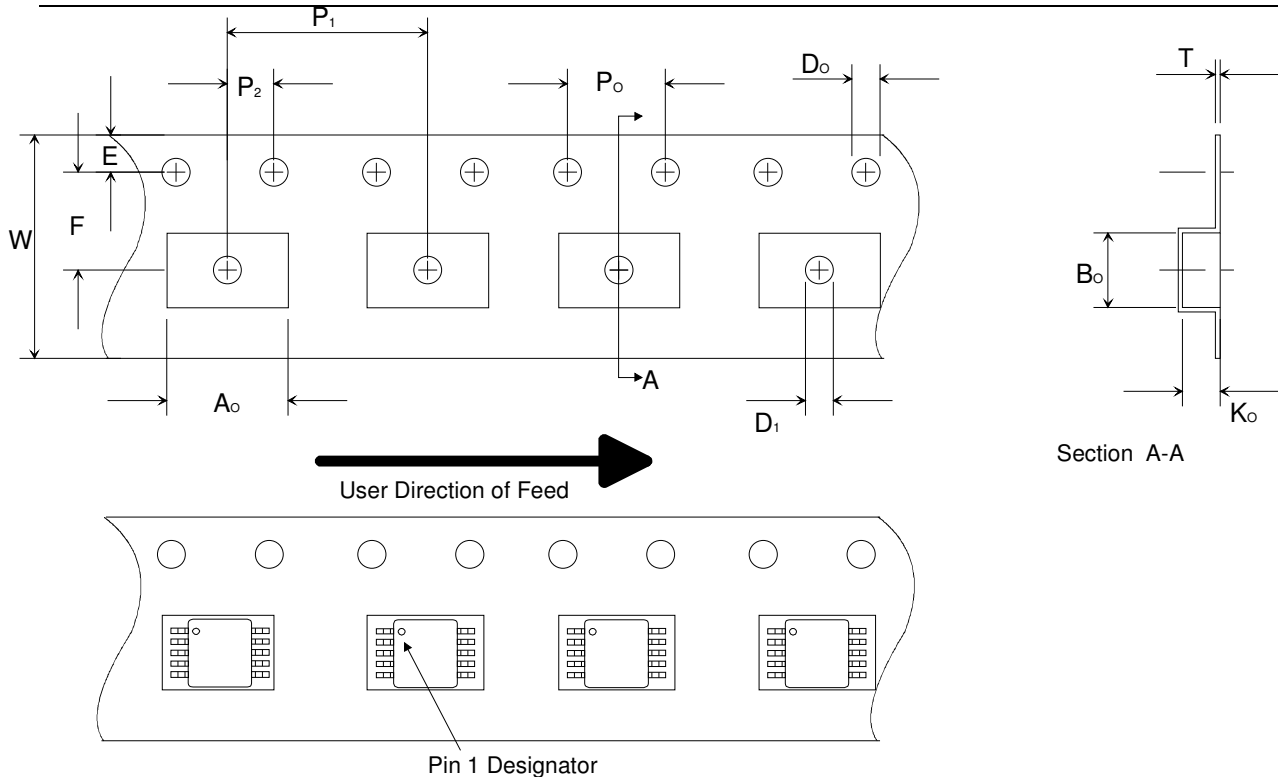 P₁
P₂
Pₒ
Dₒ
T
E
F
W
Bₒ
Aₒ
A
D₁
Kₒ
Section A-A
User Direction of Feed
Pin 1 Designator